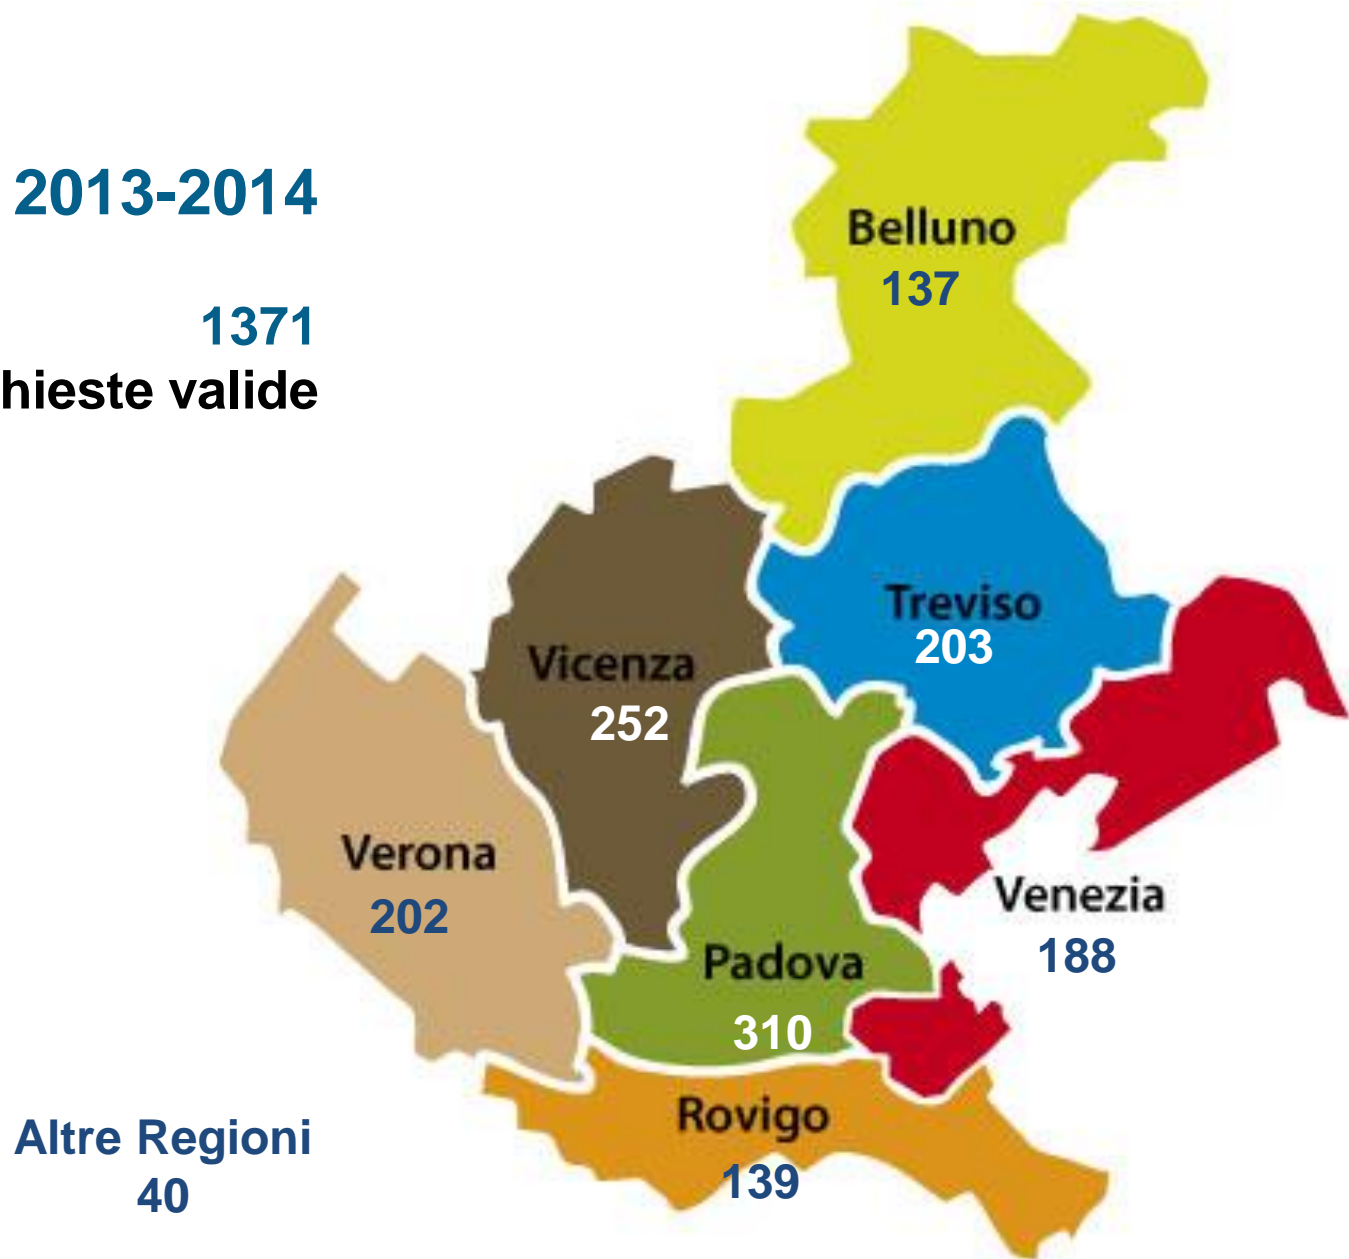 2013-2014
1371
hieste valide
Belluno
137
Treviso
203
Vicenza
252
Verona
202
Venezia
188
Padova
310
Rovigo
139
Altre Regioni
40